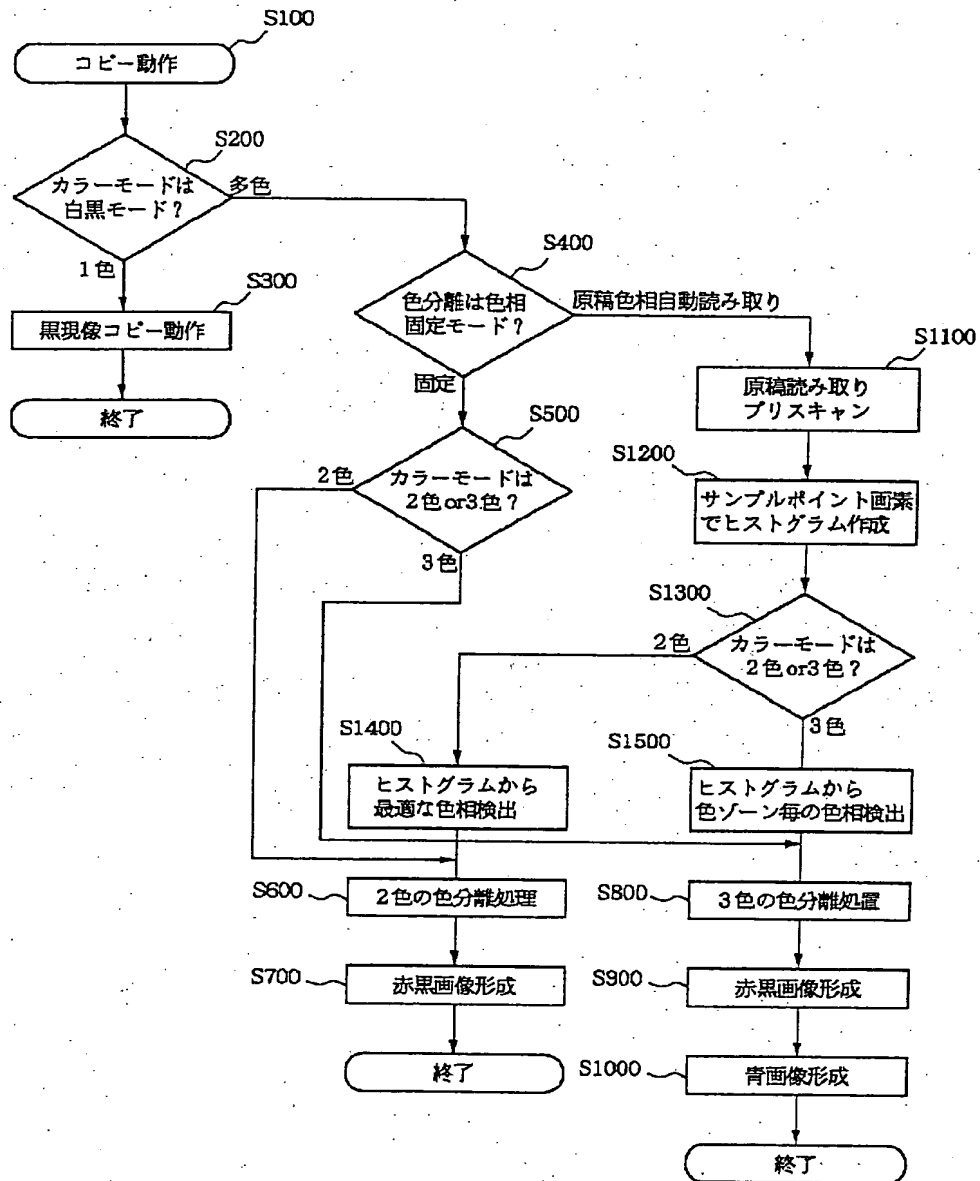 S100
コピー動作
S200
カラーモードは
白黒モード？
多色
1色
S300
黒現像コピー動作
終了
S400
色分離は色相
固定モード？
原稿色相自動読み取り
固定
S500
カラーモードは
2色or3色？
2色
3色
S1100
原稿読み取り
プリスキャン
S1200
サンプルポイント画素
でヒストグラム作成
S1300
カラーモードは
2色or3色？
2色
3色
S1400
ヒストグラムから
最適な色相検出
S1500
ヒストグラムから
色ゾーン毎の色相検出
S600
2色の色分離処理
S700
赤黒画像形成
終了
S800
3色の色分離処置
S900
赤黒画像形成
S1000
青画像形成
終了